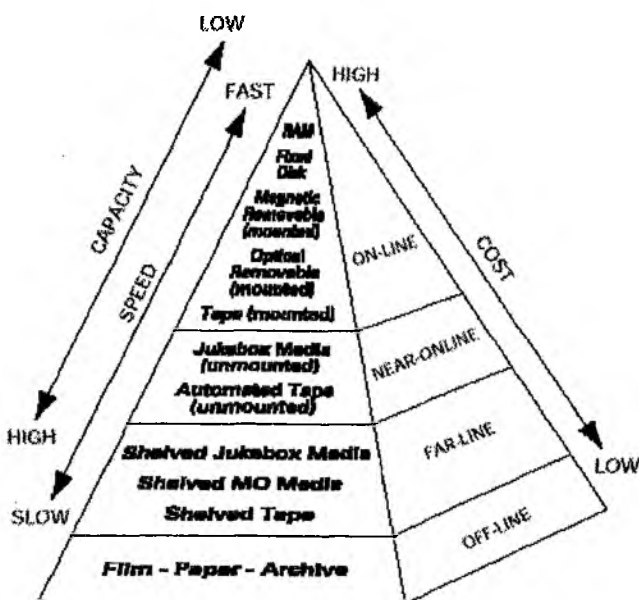 LOW
FAST
HIGH
CAPACITY
SPEED
COST
RAM
Fixed
Disk
Magnetic
Removable
(mounted)
Optical
Removable
(mounted)
Tape (mounted)
ON-LINE
Jukebox Media
(unmounted)
Automated Tape
(unmounted)
NEAR-ONLINE
HIGH
SLOW
LOW
Shelved Jukebox Media
Shelved MO Media
Shelved Tape
FAR-LINE
Film - Paper - Archive
OFF-LINE